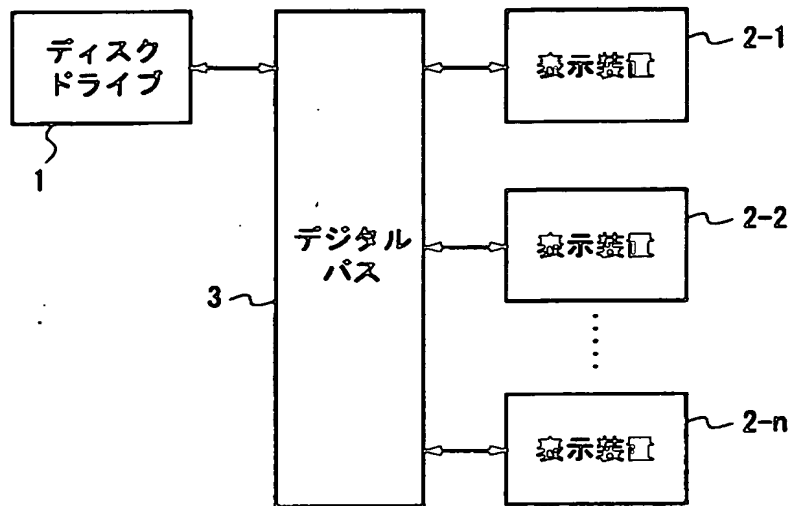 ディスク
ドライブ
1
デジタル
バス
3
表示装置
2-1
表示装置
2-2
表示装置
2-n